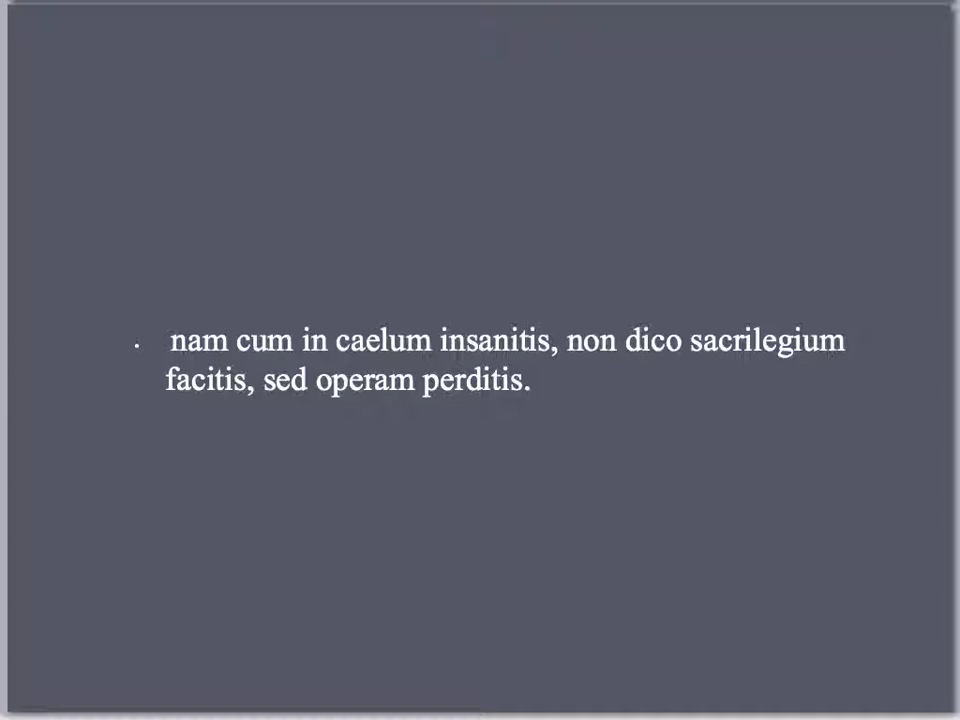 • nam cum in caelum insanitis, non dico sacrilegium
facitis, sed operam perditis.